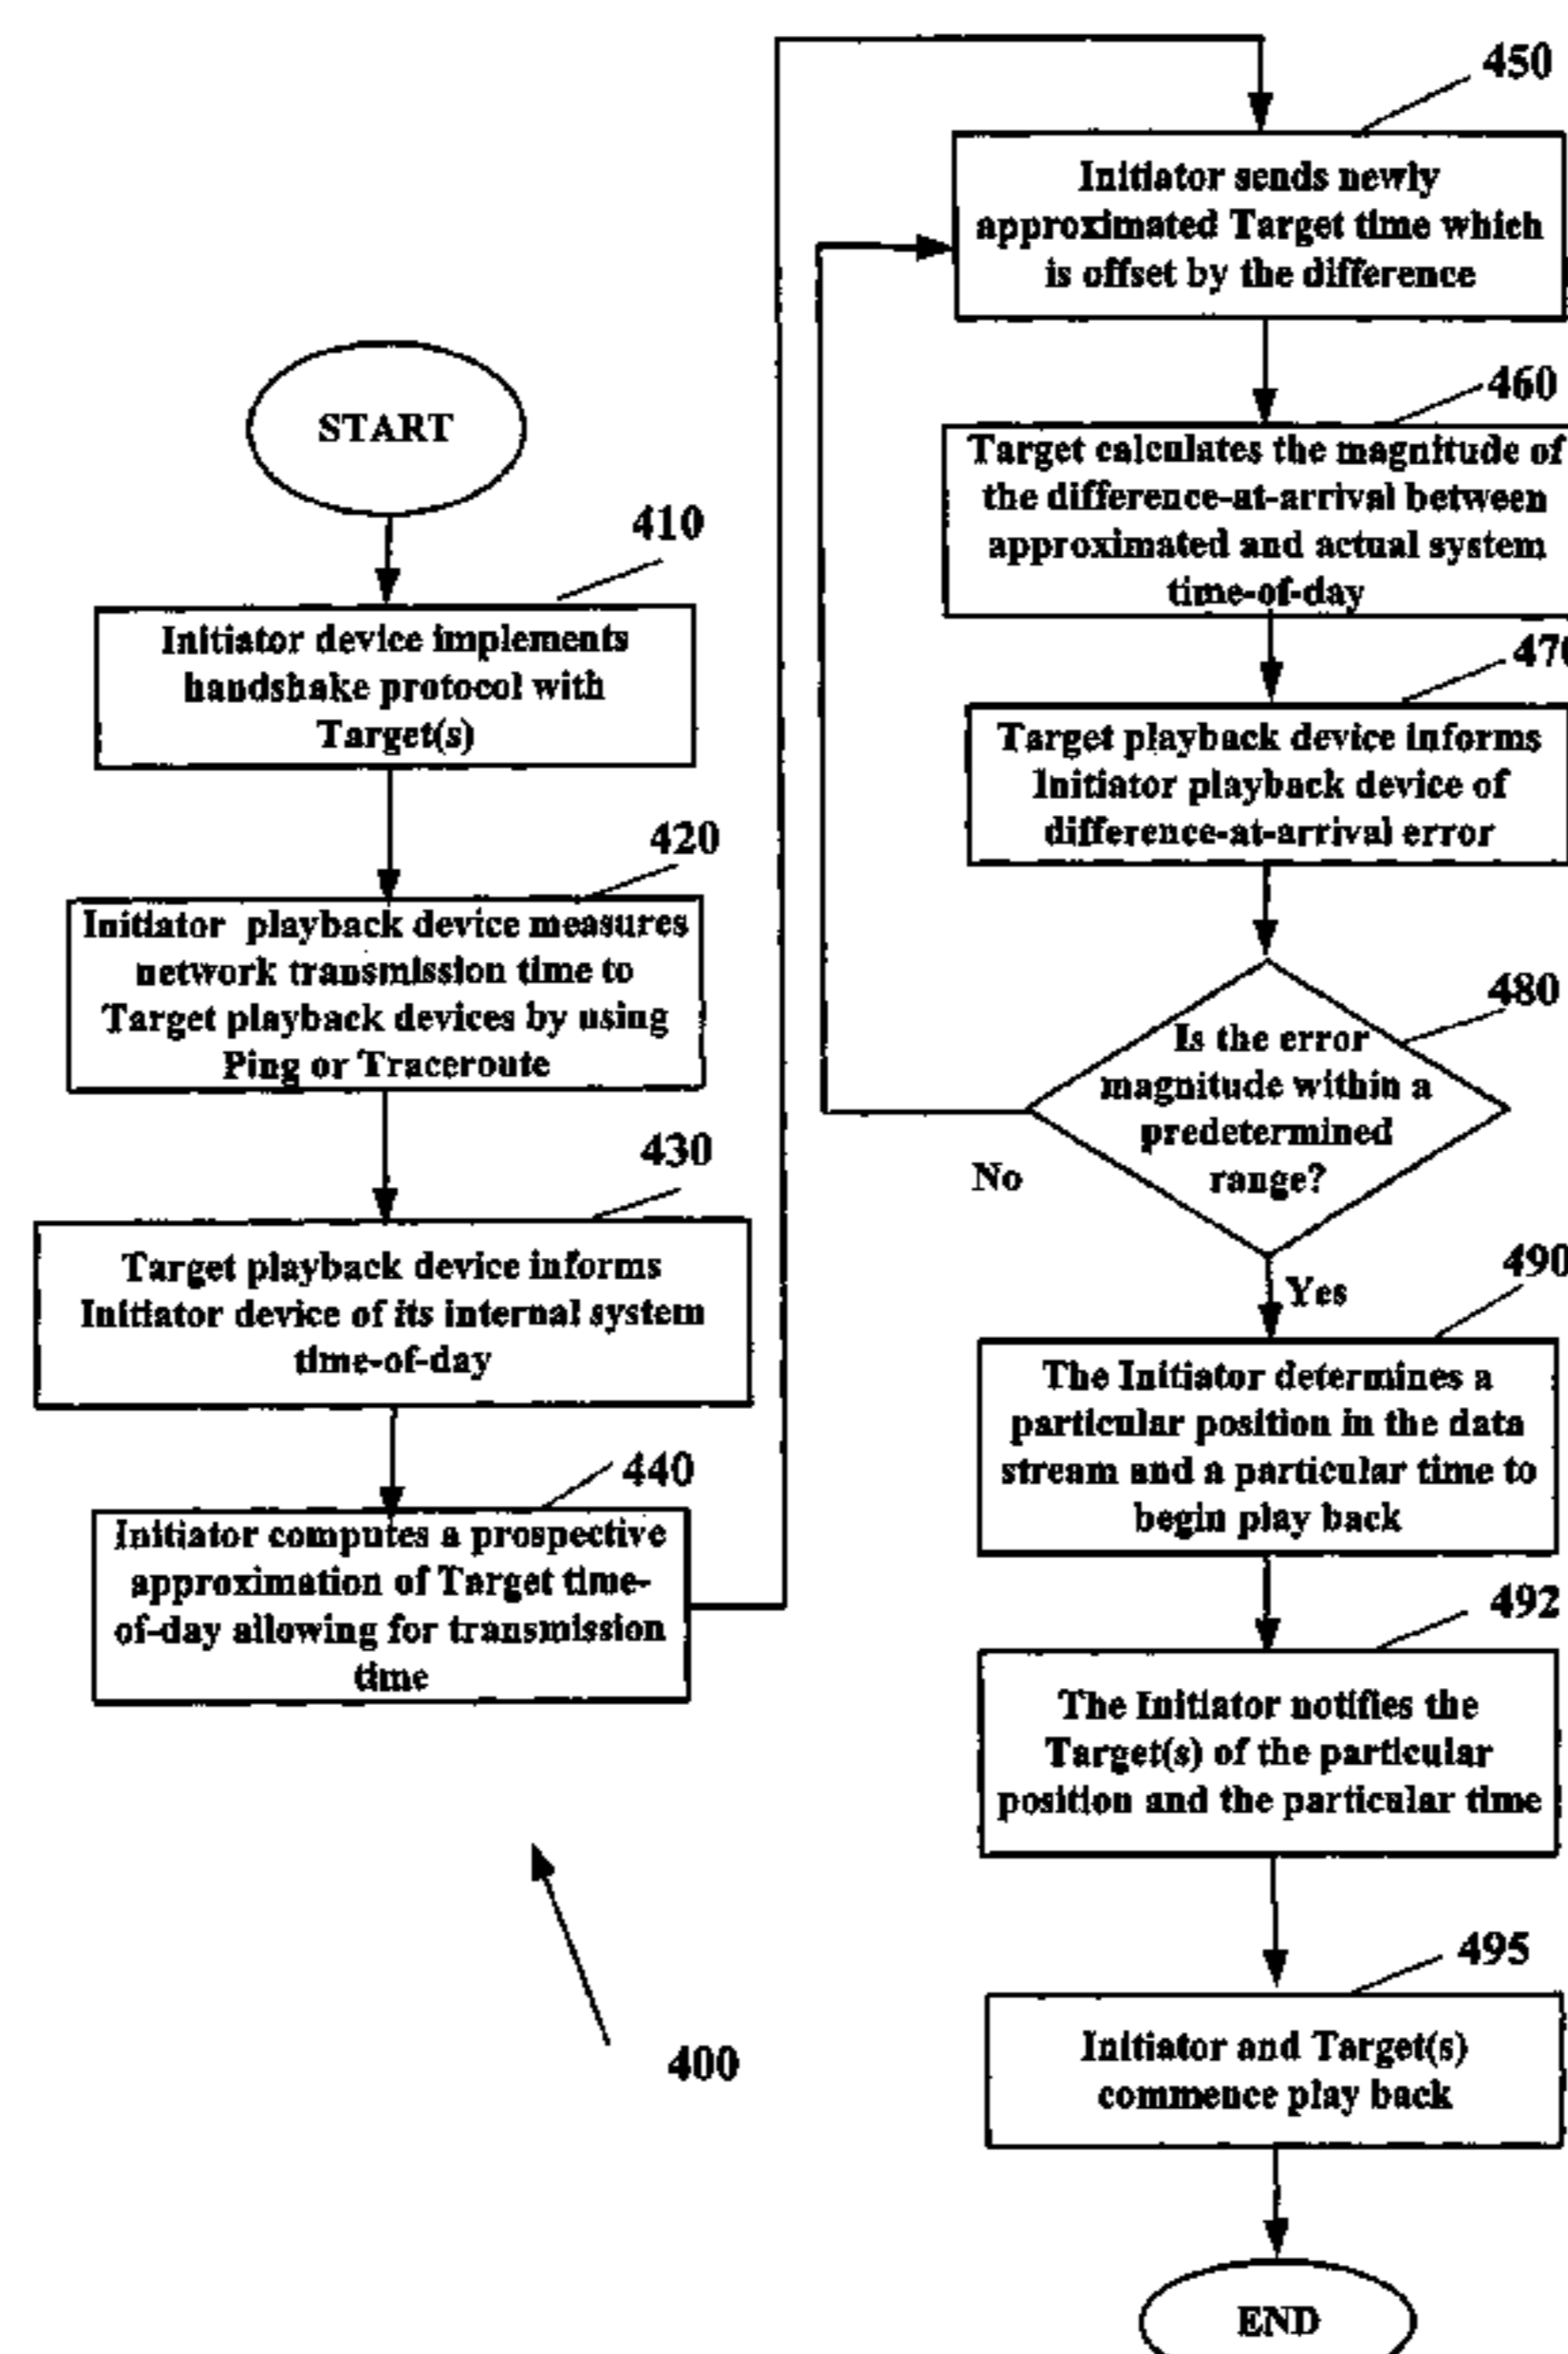 START
410
Initiator device implements
handshake protocol with
Target(s)
420
Initiator playback device measures
network transmission time to
Target playback devices by using
Ping or Traceroute
430
Target playback device informs
Initiator device of its internal system
time-of-day
440
Initiator computes a prospective
approximation of Target time-
of-day allowing for transmission
time
400
450
Initiator sends newly
approximated Target time which
is offset by the difference
460
Target calculates the magnitude of
the difference-at-arrival between
approximated and actual system
time-of-day
470
Target playback device informs
Initiator playback device of
difference-at-arrival error
480
Is the error
magnitude within a
predetermined
range?
No
Yes
490
The Initiator determines a
particular position in the data
stream and a particular time to
begin play back
492
The Initiator notifies the
Target(s) of the particular
position and the particular time
495
Initiator and Target(s)
commence play back
END